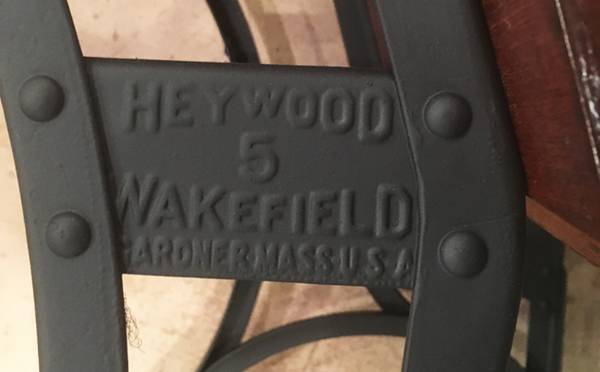 HEYWOOD
5
WAKEFIELD
GARDNER MASS U.S.A